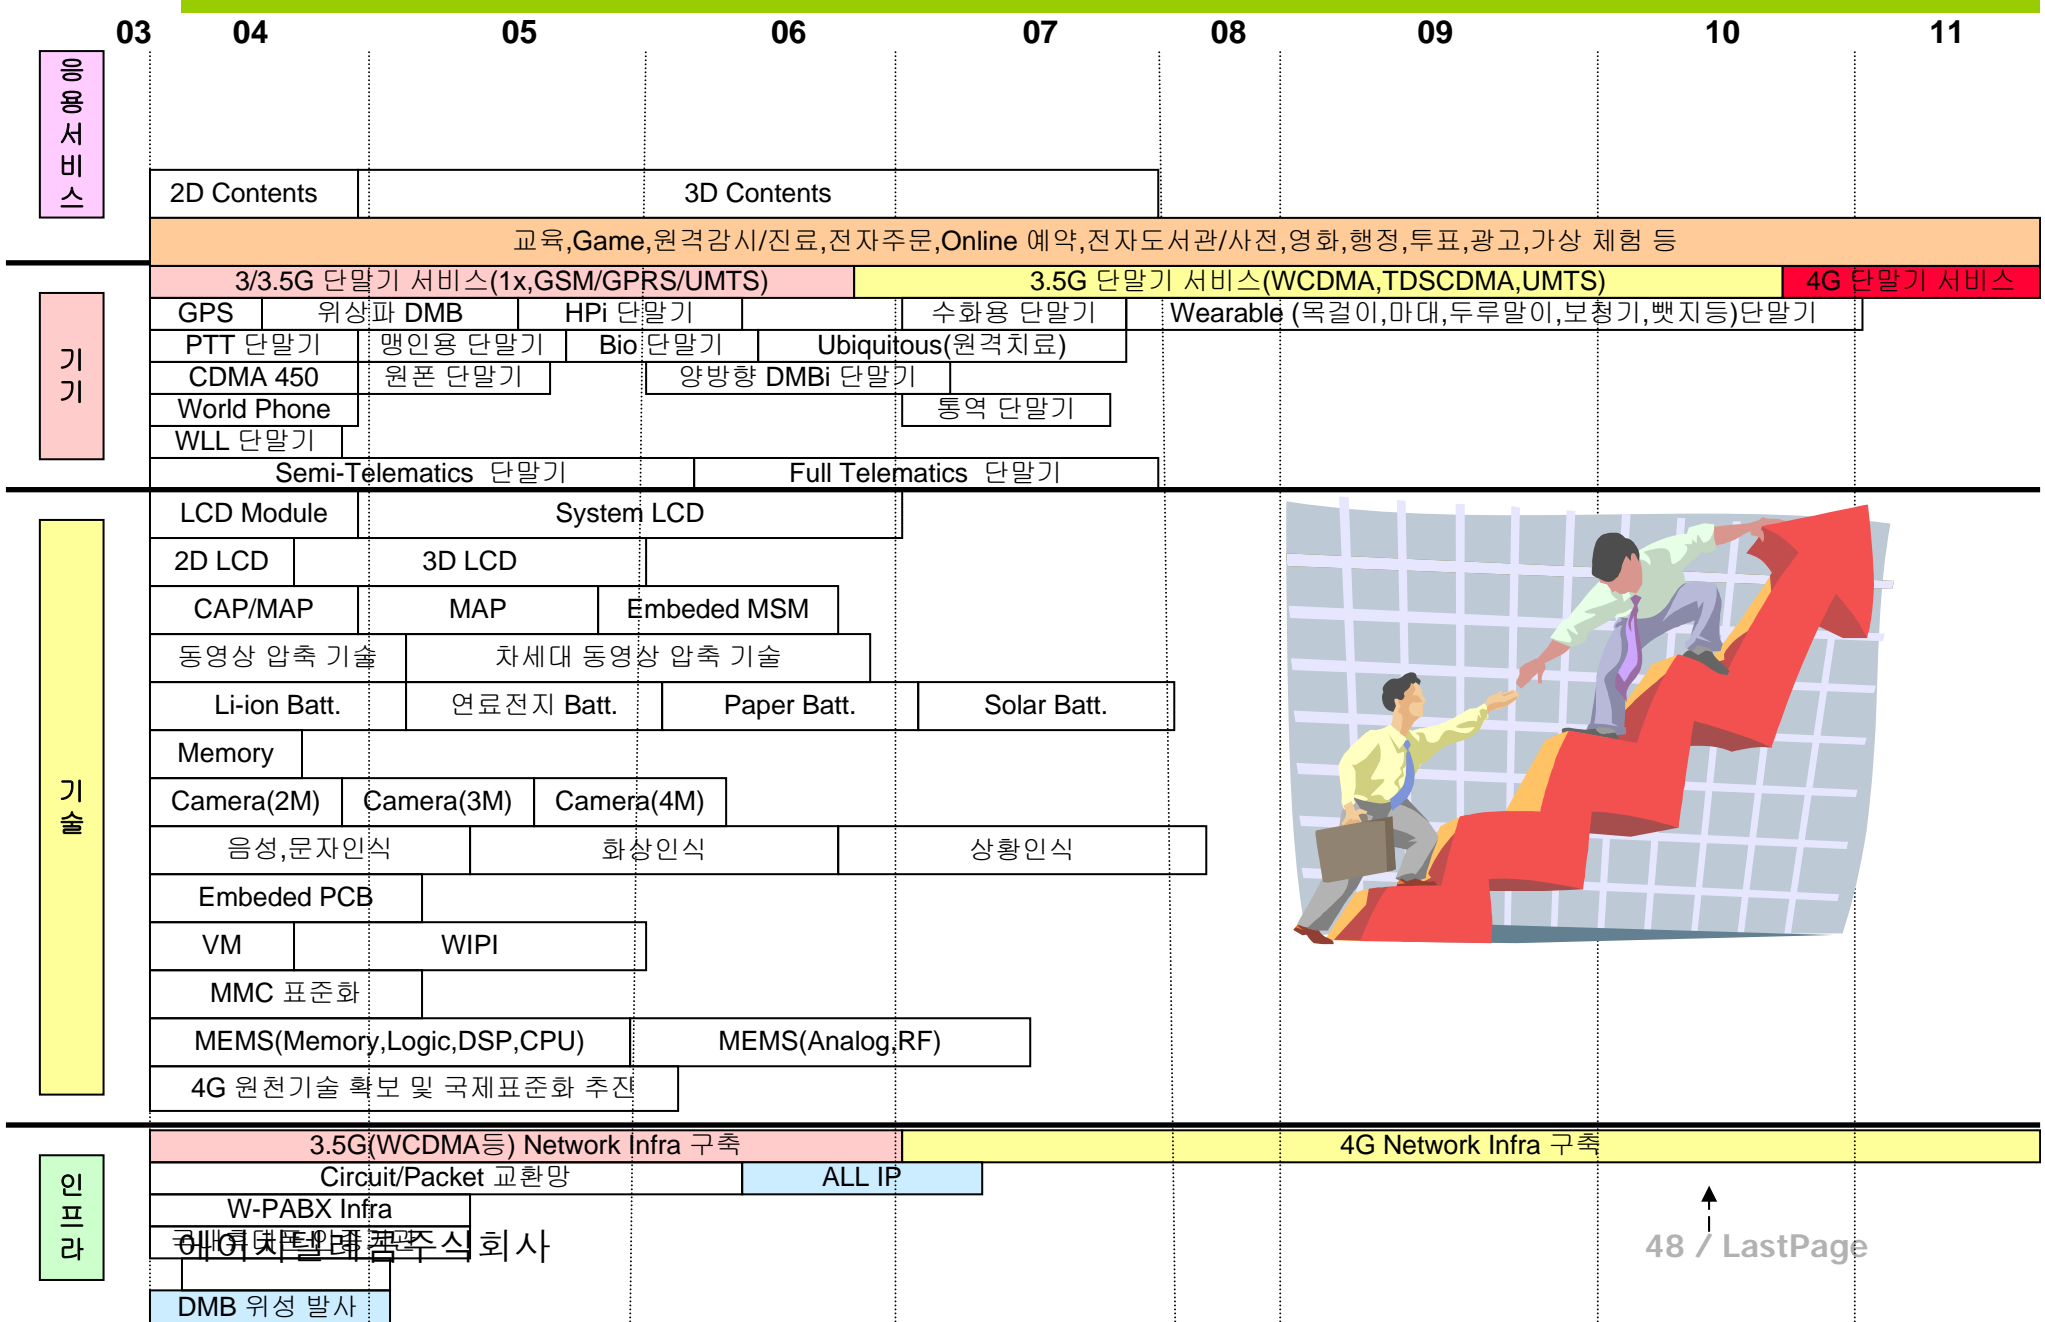 03 04 05 06 07 08 09 10 11
응용서비스
2D Contents 3D Contents
교육,Game,원격감시/진료,전자주문,Online 예약,전자도서관/사전,영화,행정,투표,광고,가상 체험 등
3/3.5G 단말기 서비스(1x,GSM/GPRS/UMTS) 3.5G 단말기 서비스(WCDMA,TDSCDMA,UMTS) 4G 단말기 서비스
기기
GPS 위상파 DMB HPi 단말기 수화용 단말기 Wearable (목걸이,마대,두루말이,보청기,뺏지등)단말기
PTT 단말기 맹인용 단말기 Bio 단말기 Ubiquitous(원격치료)
CDMA 450 원폰 단말기 양방향 DMBi 단말기
World Phone 통역 단말기
WLL 단말기
Semi-Telematics 단말기 Full Telematics 단말기
기술
LCD Module System LCD
2D LCD 3D LCD
CAP/MAP MAP Embeded MSM
동영상 압축 기술 차세대 동영상 압축 기술
Li-ion Batt. 연료전지 Batt. Paper Batt. Solar Batt.
Memory
Camera(2M) Camera(3M) Camera(4M)
음성,문자인식 화상인식 상황인식
Embeded PCB
VM WIPI
MMC 표준화
MEMS(Memory,Logic,DSP,CPU) MEMS(Analog,RF)
4G 원천기술 확보 및 국제표준화 추진
인프라
3.5G(WCDMA등) Network Infra 구축 4G Network Infra 구축
Circuit/Packet 교환망 ALL IP
W-PABX Infra
에이치텔레콤주식회사
48 / LastPage
DMB 위성 발사